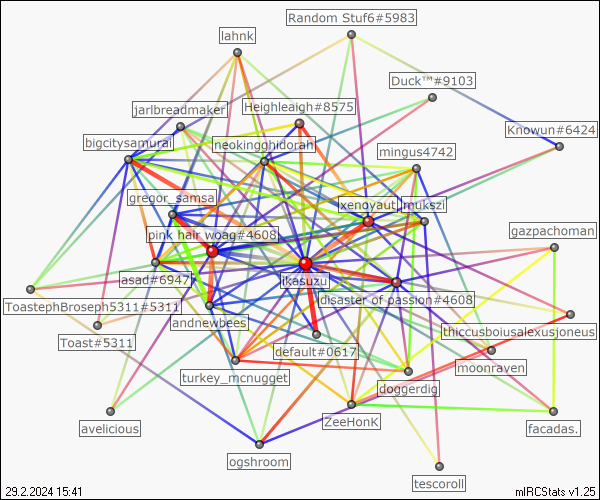 Random Stuf6#5983
lahnk
Duck™#9103
Heighleigh#8575
jarlbreadmaker
Knowun#6424
bigcitysamurai
neokingghidorah
mingus4742
gregor_samsa
xenoyaut
mukszi
pink hair woag#4608
gazpachoman
asad#6947
ikasuzu
disaster of passion#4608
ToastephBroseph5311#5311
andnewbees
thiccusboiusalexusjoneus
Toast#5311
default#0617
moonraven
turkey_mcnugget
doggerdig
avelicious
ZeeHonK
facadas.
ogshroom
tescoroll
29.2.2024 15:41
mIRCStats v1.25